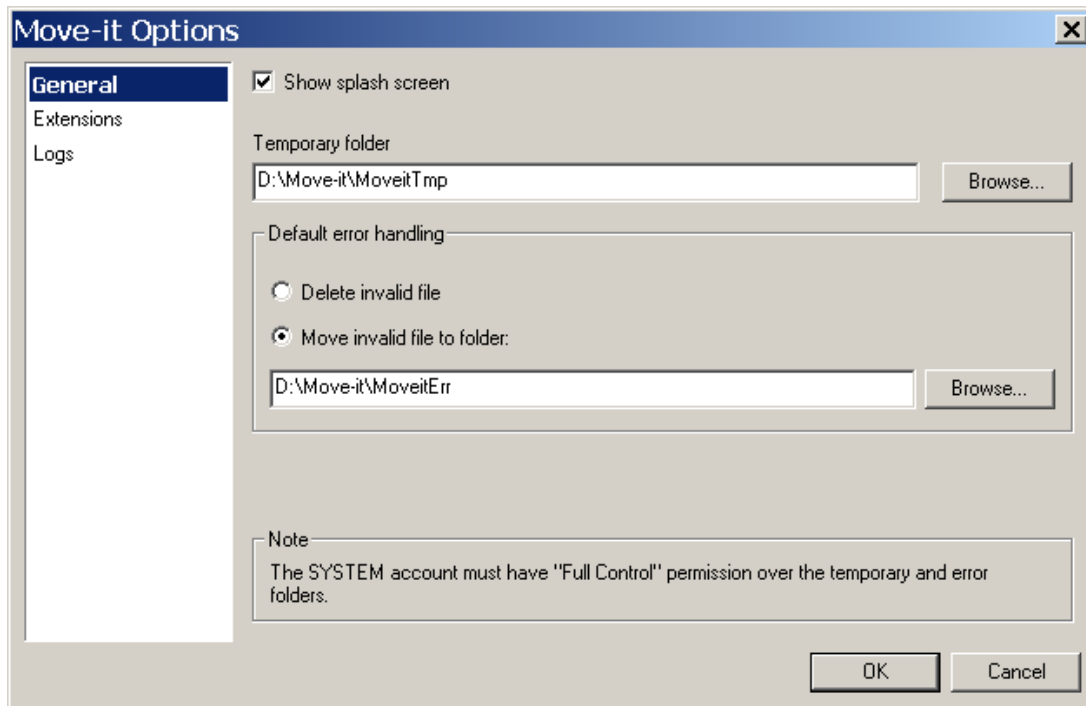 Move-it Options
General
Extensions
Logs
Show splash screen
Temporary folder
D:\Move-it\MoveitTmp
Browse...
Default error handling
Delete invalid file
Move invalid file to folder:
D:\Move-it\MoveitErr
Browse...
Note
The SYSTEM account must have "Full Control" permission over the temporary and error
folders.
OK
Cancel